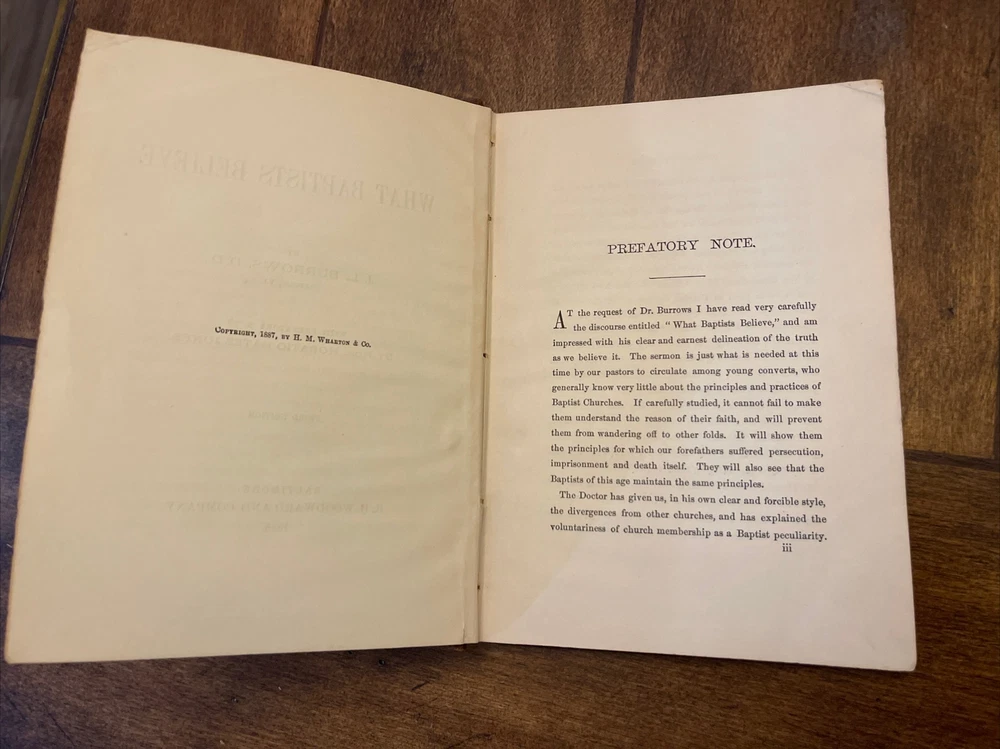 COPYRIGHT, 1887, BY H. M. WHARTON & CO.
PREFATORY NOTE.
AT the request of Dr. Burrows I have read very carefully
the discourse entitled "What Baptists Believe," and am
impressed with his clear and earnest delineation of the truth
as we believe it. The sermon is just what is needed at this
time by our pastors to circulate among young converts, who
generally know very little about the principles and practices of
Baptist Churches. If carefully studied, it cannot fail to make
them understand the reason of their faith, and will prevent
them from wandering off to other folds. It will show them
the principles for which our forefathers suffered persecution,
imprisonment and death itself. They will also see that the
Baptists of this age maintain the same principles.
The Doctor has given us, in his own clear and forcible style,
the divergences from other churches, and has explained the
voluntariness of church membership as a Baptist peculiarity.
iii